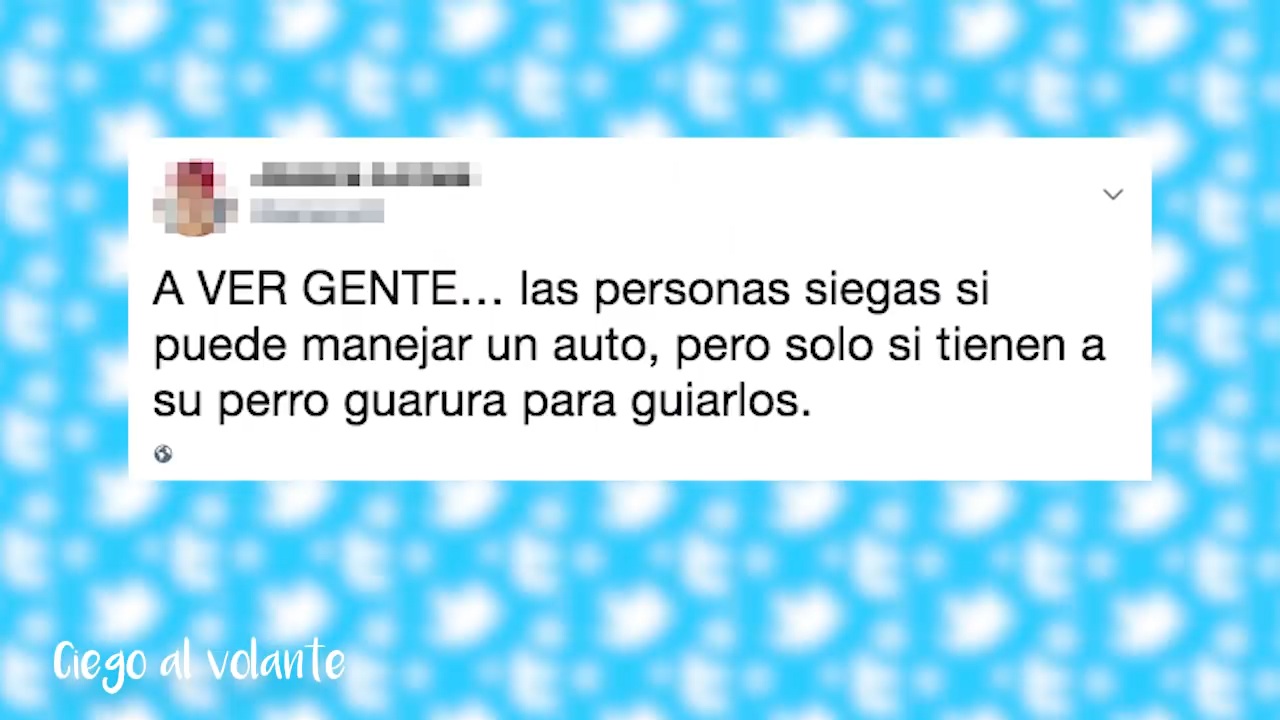 A VER GENTE... las personas siegas si
puede manejar un auto, pero solo si tienen a
su perro guarura para guiarlos.
Ciego al volante